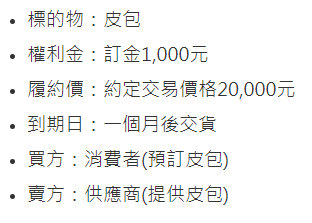 • 標的物：皮包
• 權利金：訂金1,000元
• 履約價：約定交易價格20,000元
• 到期日：一個月後交貨
• 買方：消費者(預訂皮包)
• 賣方：供應商(提供皮包)